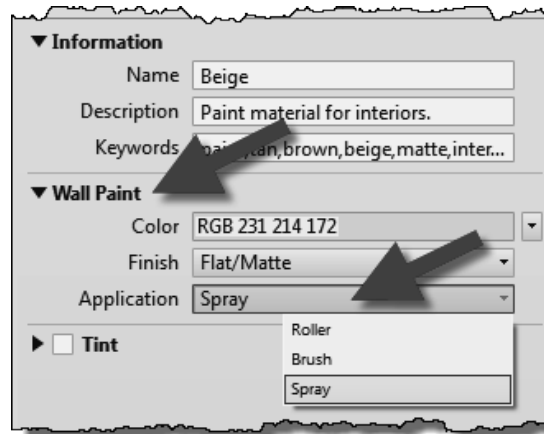 Information
Name Beige
Description Paint material for interiors.
Keywords tan,brown,beige,matte,inter...
Wall Paint
Color RGB 231 214 172
Finish Flat/Matte
Application Spray
Roller
Brush
Spray
Tint